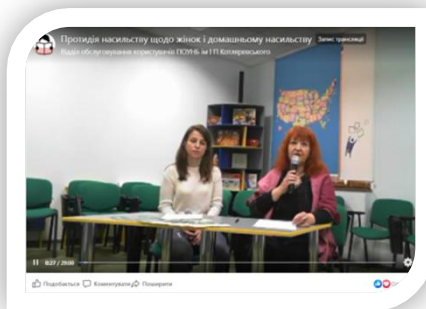 Протидія насильству щодо жінок і домашньому насильству Запис трансляції
Відділ обслуговування користувачів ПОУНБ ім І П Котляревського
0:27 / 29:00
Подобається Коментувати Поширити